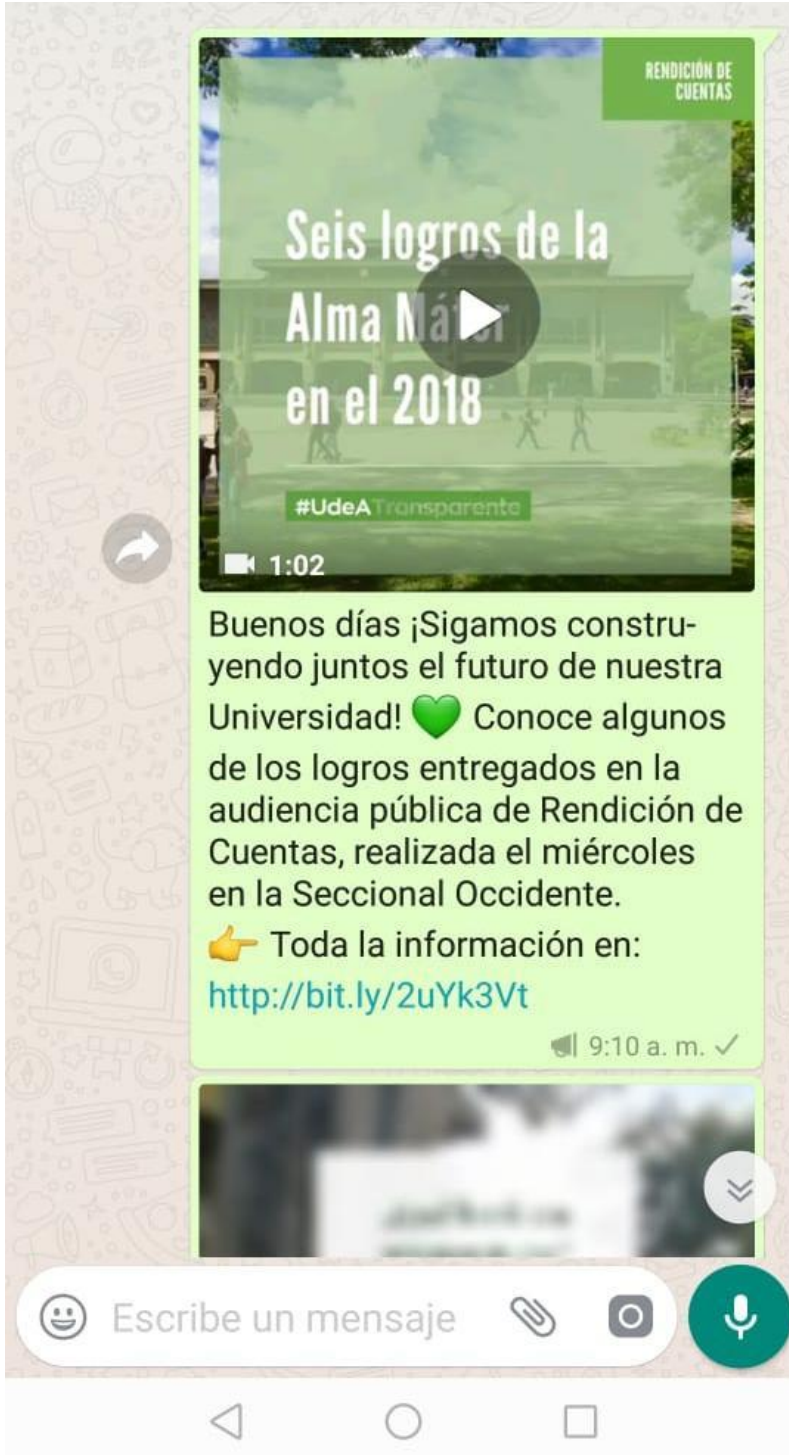 RENDICIÓN DE
CUENTAS
Seis logros de la
Alma Máter
en el 2018
#UdeATransparente
1:02
Buenos días ¡Sigamos constru-
yendo juntos el futuro de nuestra
Universidad! 💚 Conoce algunos
de los logros entregados en la
audiencia pública de Rendición de
Cuentas, realizada el miércoles
en la Seccional Occidente.
👉 Toda la información en:
http://bit.ly/2uYk3Vt
9:10 a. m.
Escribe un mensaje